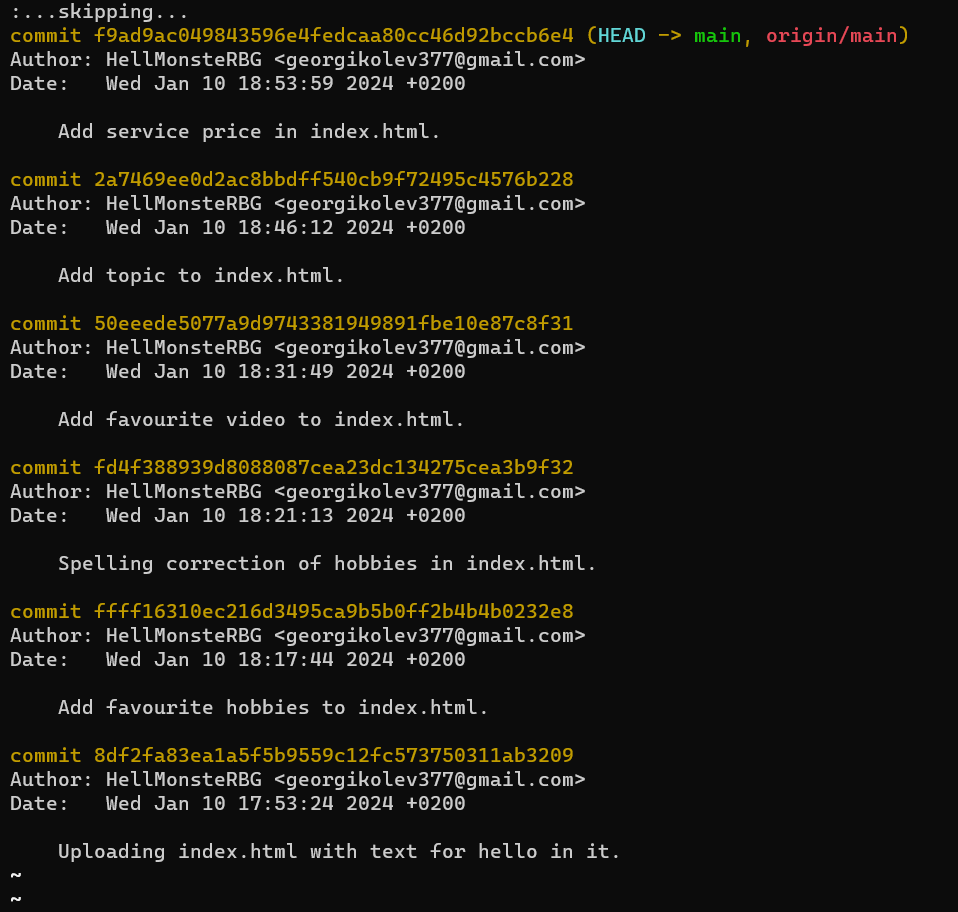 :...skipping...
commit f9ad9ac049843596e4fedcaa80cc46d92bccb6e4 (HEAD -> main, origin/main)
Author: HellMonsteRBG <georgikolev377@gmail.com>
Date:   Wed Jan 10 18:53:59 2024 +0200

    Add service price in index.html.

commit 2a7469ee0d2ac8bbdff540cb9f72495c4576b228
Author: HellMonsteRBG <georgikolev377@gmail.com>
Date:   Wed Jan 10 18:46:12 2024 +0200

    Add topic to index.html.

commit 50eeede5077a9d9743381949891fbe10e87c8f31
Author: HellMonsteRBG <georgikolev377@gmail.com>
Date:   Wed Jan 10 18:31:49 2024 +0200

    Add favourite video to index.html.

commit fd4f388939d8088087cea23dc134275cea3b9f32
Author: HellMonsteRBG <georgikolev377@gmail.com>
Date:   Wed Jan 10 18:21:13 2024 +0200

    Spelling correction of hobbies in index.html.

commit ffff16310ec216d3495ca9b5b0ff2b4b4b0232e8
Author: HellMonsteRBG <georgikolev377@gmail.com>
Date:   Wed Jan 10 18:17:44 2024 +0200

    Add favourite hobbies to index.html.

commit 8df2fa83ea1a5f5b9559c12fc573750311ab3209
Author: HellMonsteRBG <georgikolev377@gmail.com>
Date:   Wed Jan 10 17:53:24 2024 +0200

    Uploading index.html with text for hello in it.
~
~